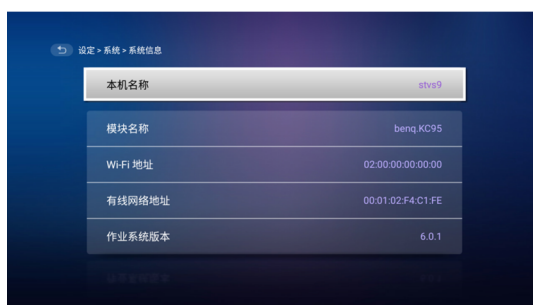 设定 > 系统 > 系统信息
本机名称 stvs9
模块名称 benq.KC95
Wi-Fi 地址 02:00:00:00:00:00
有线网络地址 00:01:02:F4:C1:FE
作业系统版本 6.0.1